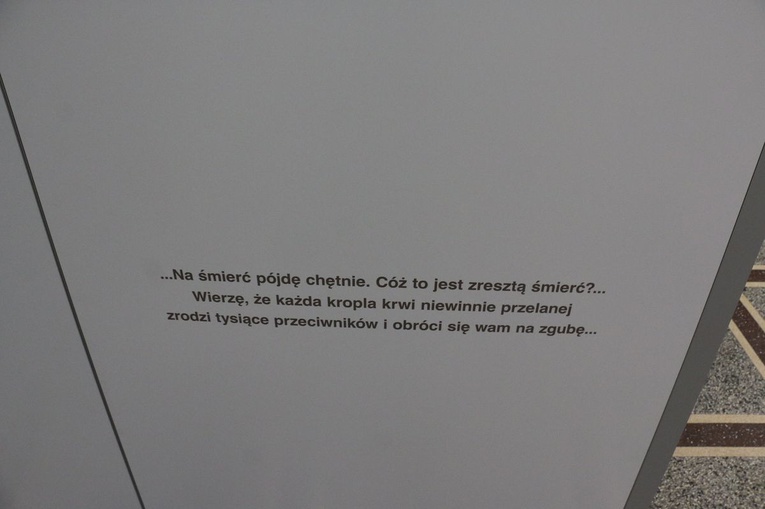 ...Na śmierć pójdę chętnie. Cóż to jest zresztą śmierć?...
Wierzę, że każda kropla krwi niewinnie przelanej
zrodzi tysiące przeciwników i obróci się wam na zgubę...